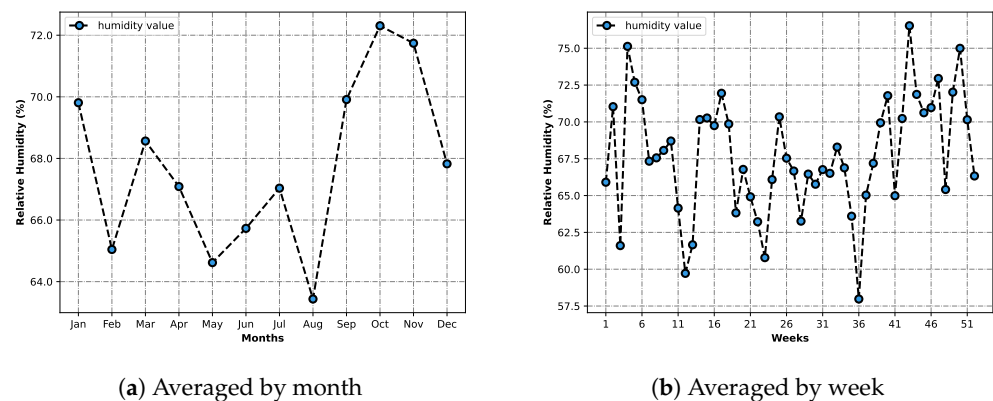 humidity value
72.0
70.0
68.0
66.0
64.0
Relative Humidity (%)
Jan Feb Mar Apr May Jun Jul Aug Sep Oct Nov Dec
Months
(a) Averaged by month
humidity value
75.0
72.5
70.0
67.5
65.0
62.5
60.0
57.5
Relative Humidity (%)
1 6 11 16 21 26 31 36 41 46 51
Weeks
(b) Averaged by week